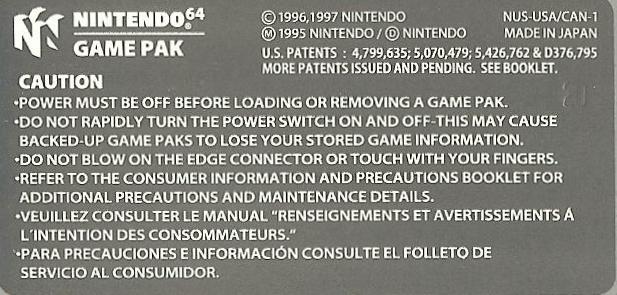 NINTENDO64®
GAME PAK
© 1996,1997 NINTENDO
Ⓜ 1995 NINTENDO / Ⓓ NINTENDO
NUS-USA/CAN-1
MADE IN JAPAN
U.S. PATENTS : 4,799,635; 5,070,479; 5,426,762 & D376,795
MORE PATENTS ISSUED AND PENDING. SEE BOOKLET.
CAUTION
•POWER MUST BE OFF BEFORE LOADING OR REMOVING A GAME PAK.
•DO NOT RAPIDLY TURN THE POWER SWITCH ON AND OFF-THIS MAY CAUSE
BACKED-UP GAME PAKS TO LOSE YOUR STORED GAME INFORMATION.
•DO NOT BLOW ON THE EDGE CONNECTOR OR TOUCH WITH YOUR FINGERS.
•REFER TO THE CONSUMER INFORMATION AND PRECAUTIONS BOOKLET FOR
ADDITIONAL PRECAUTIONS AND MAINTENANCE DETAILS.
•VEUILLEZ CONSULTER LE MANUAL "RENSEIGNEMENTS ET AVERTISSEMENTS Á
L'INTENTION DES CONSOMMATEURS."
•PARA PRECAUCIONES E INFORMACIÓN CONSULTE EL FOLLETO DE
SERVICIO AL CONSUMIDOR.